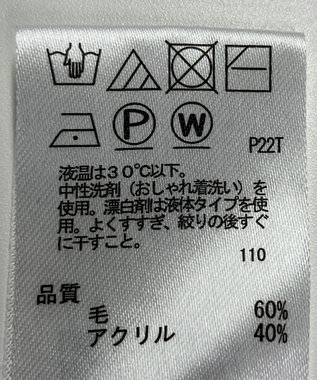 P W P22T
液温は30℃以下。
中性洗剤（おしゃれ着洗い）を
使用。漂白剤は液体タイプを使
用。よくすすぎ、絞りの後すぐ
に干すこと。
110
品質
毛 60%
アクリル 40%